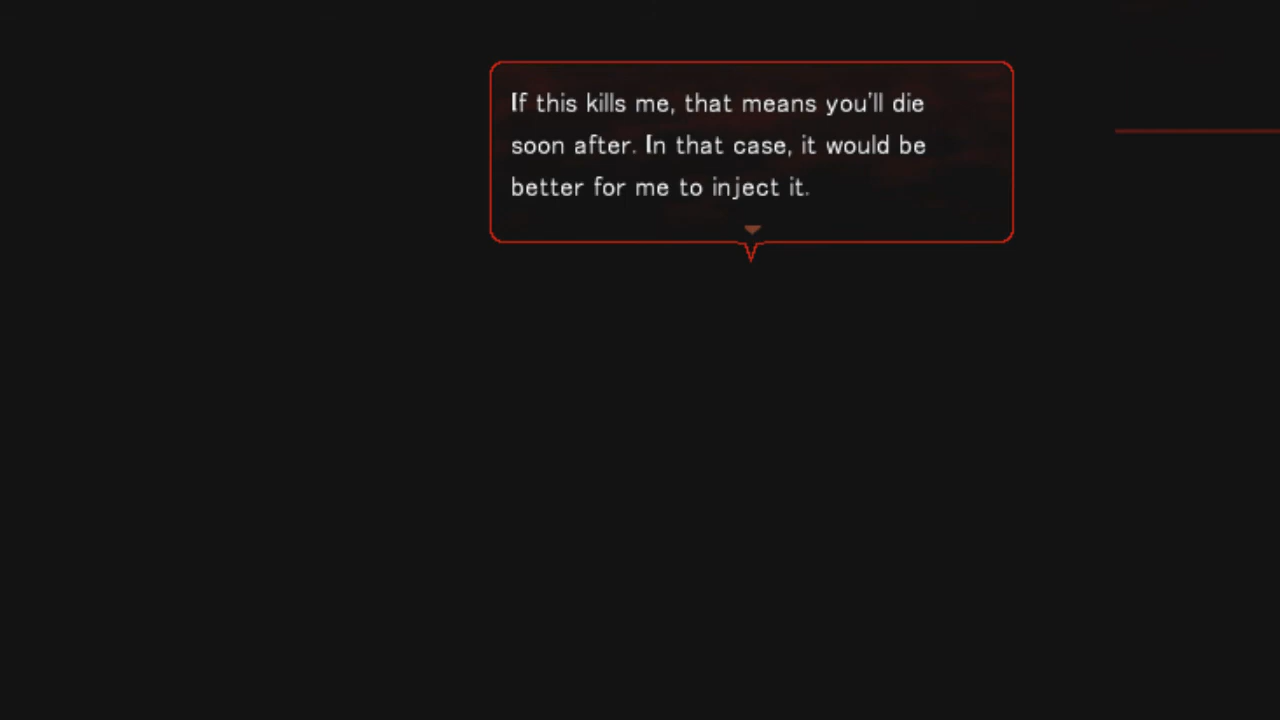 If this kills me, that means you'll die
soon after. In that case, it would be
better for me to inject it.